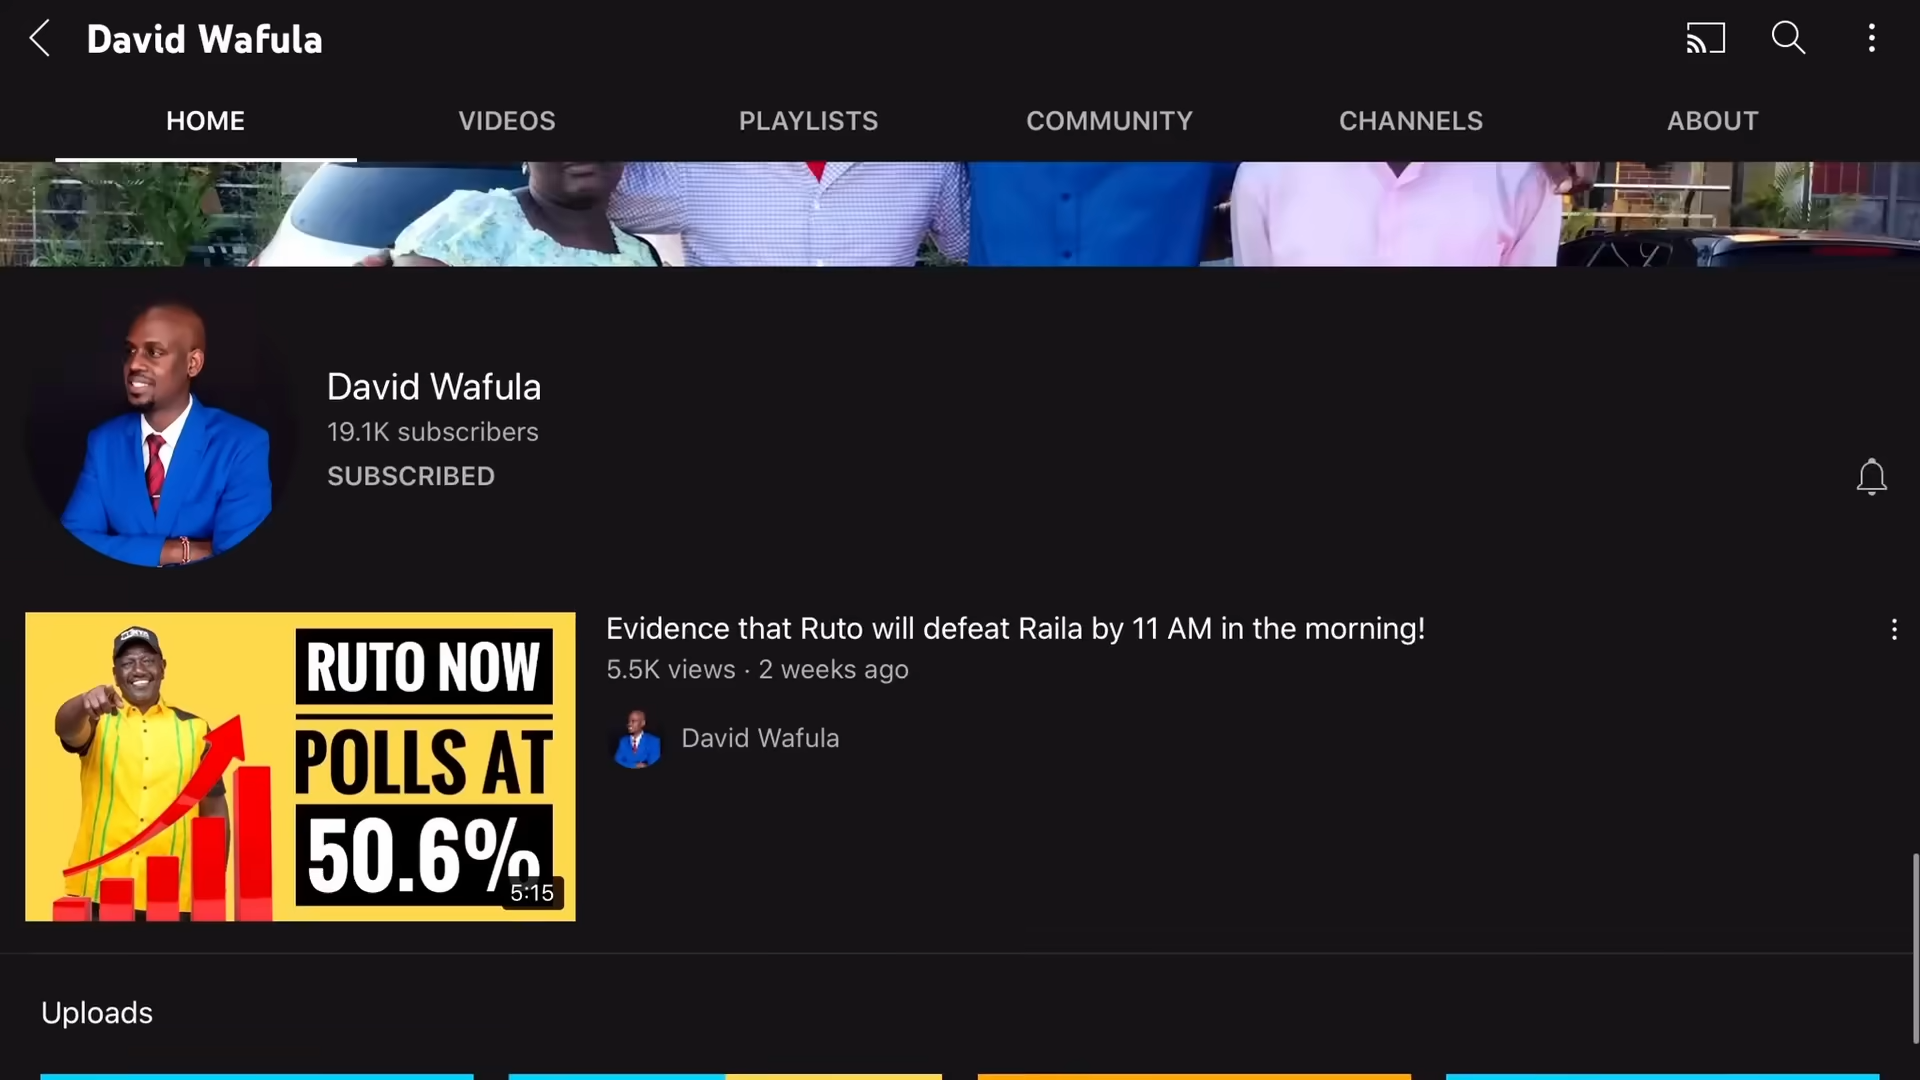 David Wafula
HOME
VIDEOS
PLAYLISTS
COMMUNITY
CHANNELS
ABOUT
David Wafula
19.1K subscribers
SUBSCRIBED
RUTO NOW
POLLS AT
50.6%
5:15
Evidence that Ruto will defeat Raila by 11 AM in the morning!
5.5K views · 2 weeks ago
David Wafula
Uploads